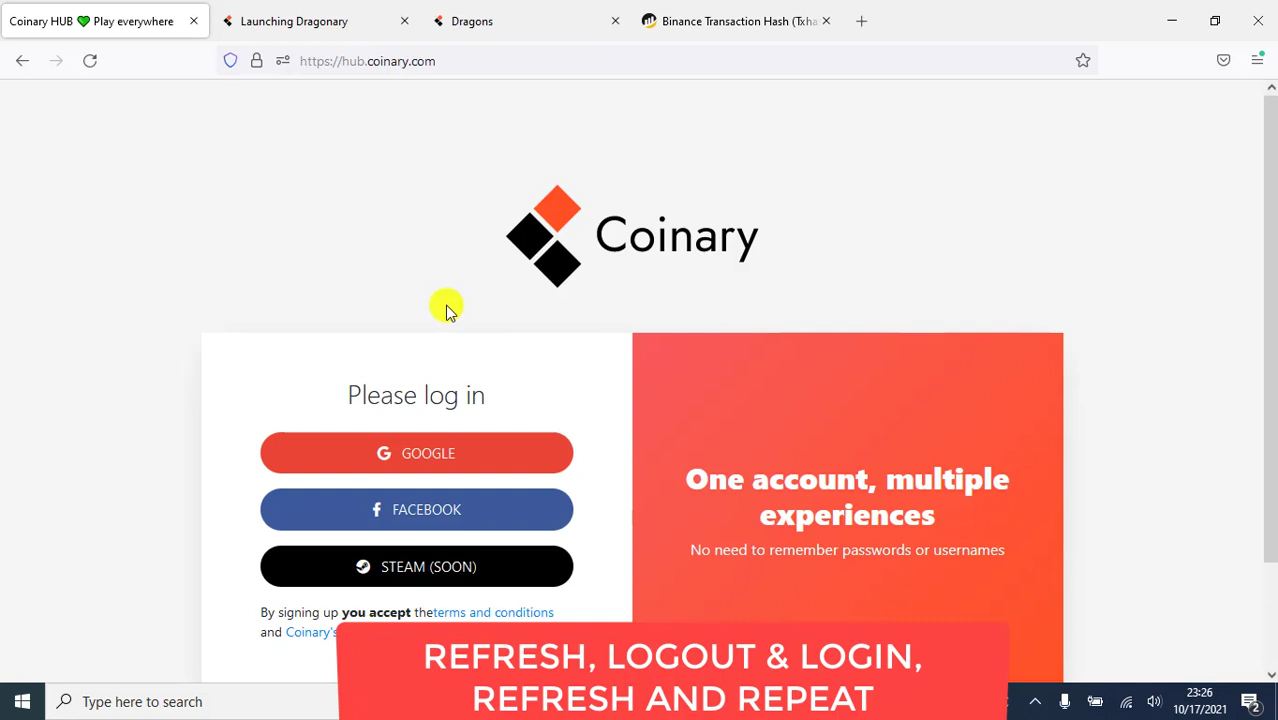 Coinary HUB 💚 Play everywhere
Launching Dragonary
Dragons
Binance Transaction Hash (Txha
https://hub.coinary.com
Coinary
Please log in
GOOGLE
FACEBOOK
STEAM (SOON)
By signing up you accept theterms and conditions
and Coinary's
One account, multiple
experiences
No need to remember passwords or usernames
REFRESH, LOGOUT & LOGIN,
REFRESH AND REPEAT
Type here to search
23:26
10/17/2021
2